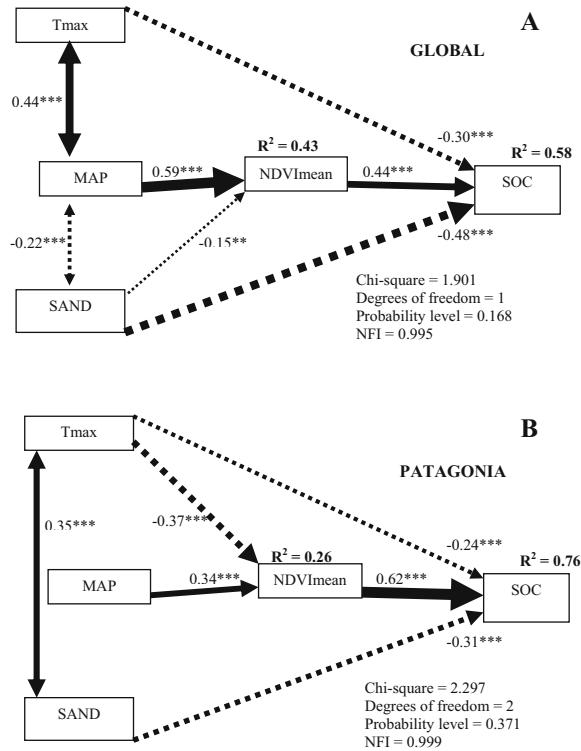 A
GLOBAL
Tmax
0.44***
-0.30***
R² = 0.43
R² = 0.58
MAP
0.59***
NDVImean
0.44***
SOC
-0.22***
-0.15**
-0.48***
SAND
Chi-square = 1.901
Degrees of freedom = 1
Probability level = 0.168
NFI = 0.995
B
PATAGONIA
Tmax
0.35***
-0.37***
-0.24***
R² = 0.26
R² = 0.76
MAP
0.34***
NDVImean
0.62***
SOC
-0.31***
SAND
Chi-square = 2.297
Degrees of freedom = 2
Probability level = 0.371
NFI = 0.999